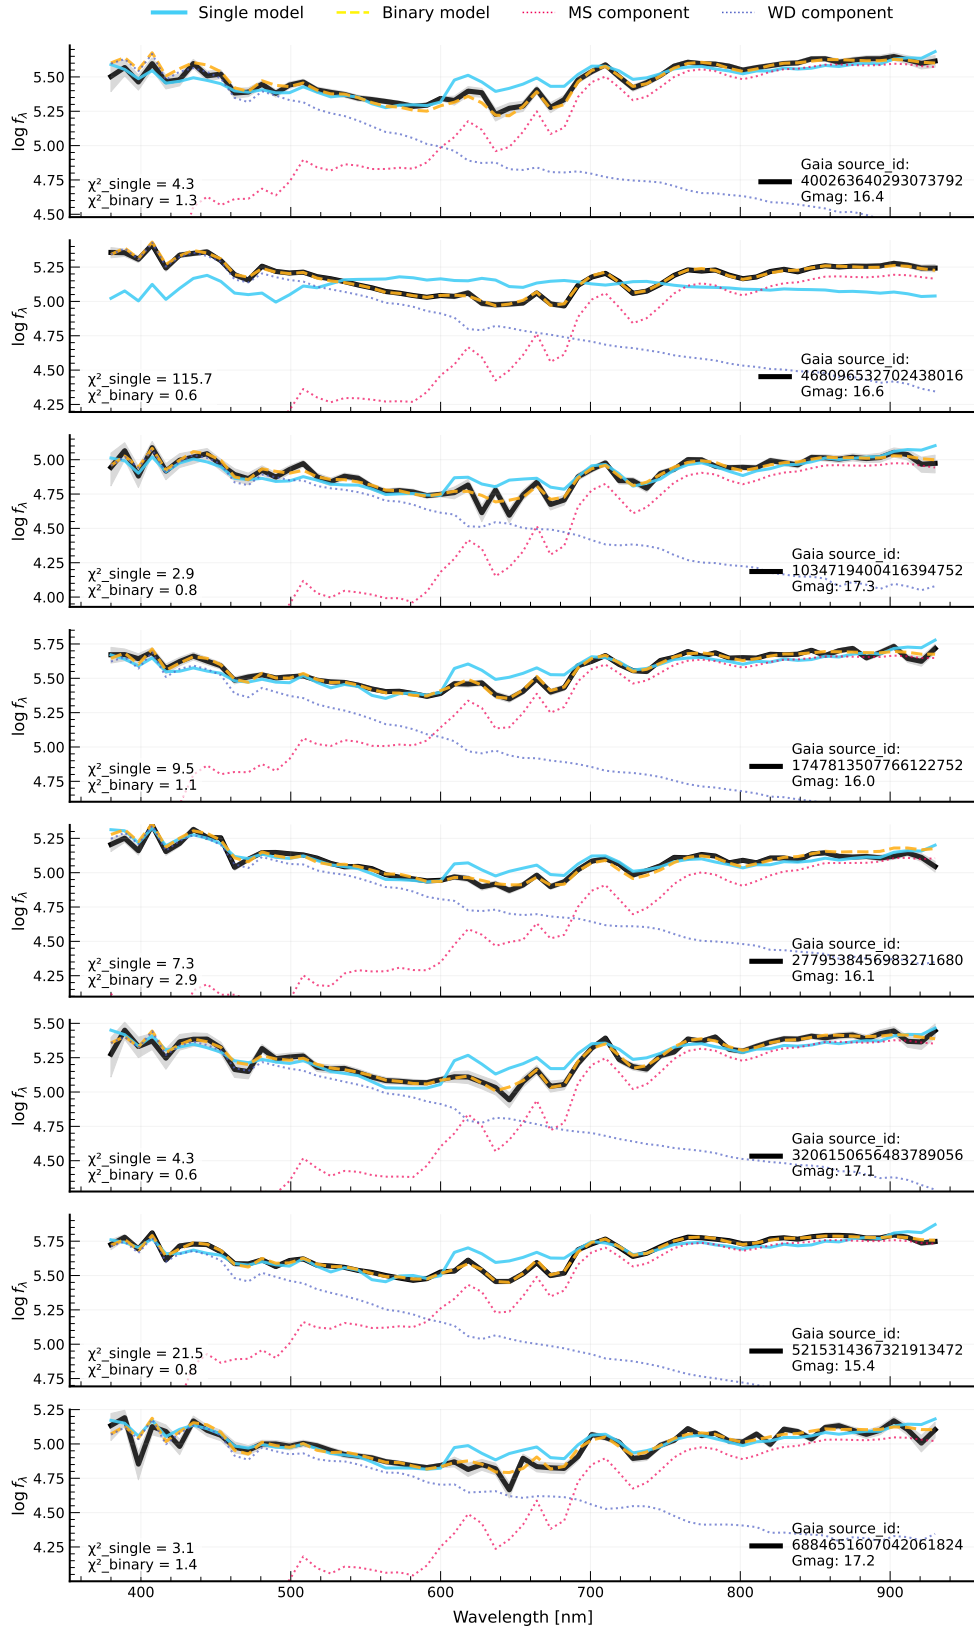 Single model Binary model MS component WD component
5.50
5.25
5.00
4.75
4.50
log fλ
χ²_single = 4.3
χ²_binary = 1.3
Gaia source_id:
400263640293073792
Gmag: 16.4
5.25
5.00
4.75
4.50
4.25
log fλ
χ²_single = 115.7
χ²_binary = 0.6
Gaia source_id:
468096532702438016
Gmag: 16.6
5.00
4.75
4.50
4.25
4.00
log fλ
χ²_single = 2.9
χ²_binary = 0.8
Gaia source_id:
1034719400416394752
Gmag: 17.3
5.75
5.50
5.25
5.00
4.75
log fλ
χ²_single = 9.5
χ²_binary = 1.1
Gaia source_id:
1747813507766122752
Gmag: 16.0
5.25
5.00
4.75
4.50
4.25
log fλ
χ²_single = 7.3
χ²_binary = 2.9
Gaia source_id:
2779538456983271680
Gmag: 16.1
5.50
5.25
5.00
4.75
4.50
log fλ
χ²_single = 4.3
χ²_binary = 0.6
Gaia source_id:
3206150656483789056
Gmag: 17.1
5.75
5.50
5.25
5.00
4.75
log fλ
χ²_single = 21.5
χ²_binary = 0.8
Gaia source_id:
5215314367321913472
Gmag: 15.4
5.25
5.00
4.75
4.50
4.25
log fλ
χ²_single = 3.1
χ²_binary = 1.4
Gaia source_id:
6884651607042061824
Gmag: 17.2
400 500 600 700 800 900
Wavelength [nm]